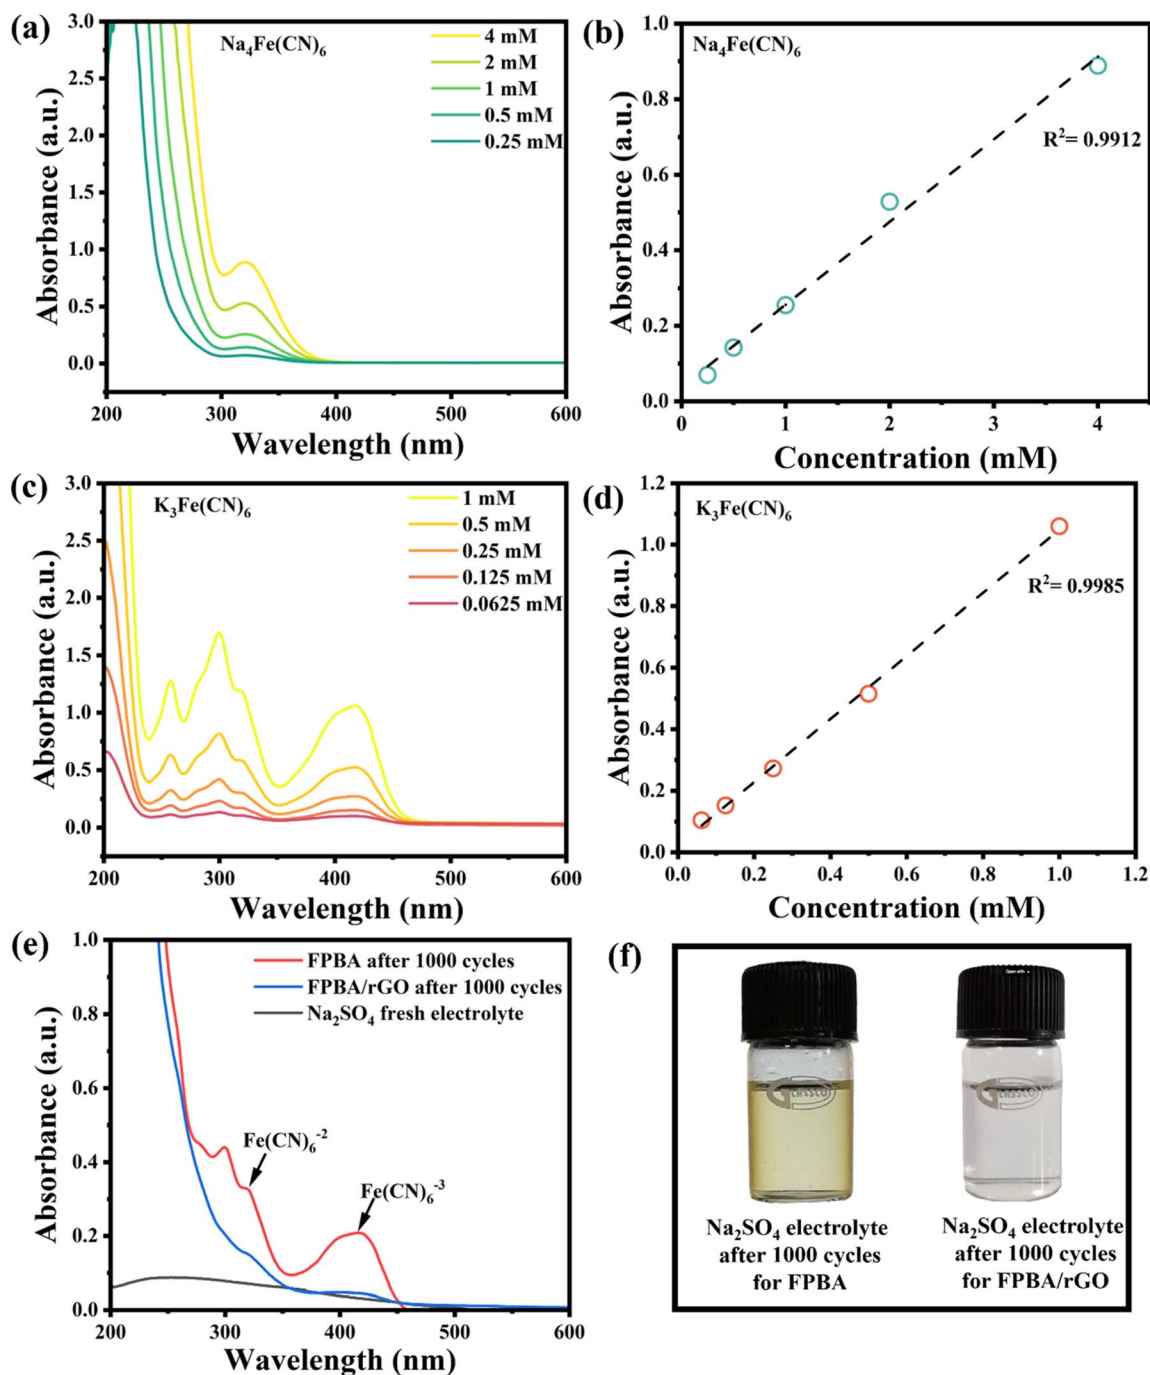 (a)
Na₄Fe(CN)₆
4 mM
2 mM
1 mM
0.5 mM
0.25 mM
Absorbance (a.u.)
3.0
2.5
2.0
1.5
1.0
0.5
0.0
200 300 400 500 600
Wavelength (nm)
(b)
Na₄Fe(CN)₆
R²= 0.9912
Absorbance (a.u.)
1.0
0.8
0.6
0.4
0.2
0.0
0 1 2 3 4
Concentration (mM)
(c)
K₃Fe(CN)₆
1 mM
0.5 mM
0.25 mM
0.125 mM
0.0625 mM
Absorbance (a.u.)
3.0
2.5
2.0
1.5
1.0
0.5
0.0
200 300 400 500 600
Wavelength (nm)
(d)
K₃Fe(CN)₆
R²= 0.9985
Absorbance (a.u.)
1.2
1.0
0.8
0.6
0.4
0.2
0.0
0.0 0.2 0.4 0.6 0.8 1.0 1.2
Concentration (mM)
(e)
FPBA after 1000 cycles
FPBA/rGO after 1000 cycles
Na₂SO₄ fresh electrolyte
Fe(CN)₆⁻²
Fe(CN)₆⁻³
Absorbance (a.u.)
1.0
0.8
0.6
0.4
0.2
0.0
200 250 300 350 400 450 500 550 600
Wavelength (nm)
(f)
Open with
Na₂SO₄ electrolyte
after 1000 cycles
for FPBA
Na₂SO₄ electrolyte
after 1000 cycles
for FPBA/rGO